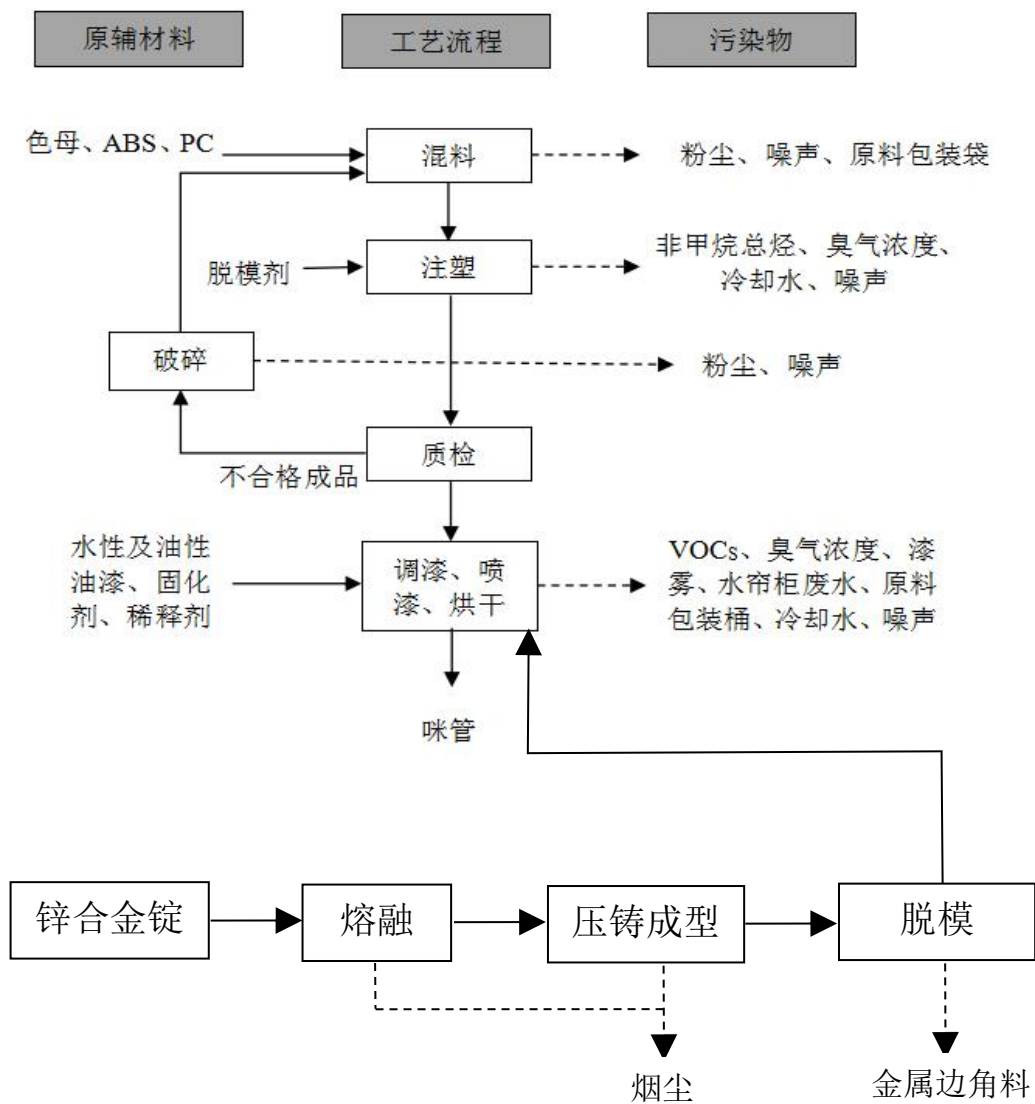 原辅材料
工艺流程
污染物
色母、ABS、PC
混料
粉尘、噪声、原料包装袋
脱模剂
注塑
非甲烷总烃、臭气浓度、
冷却水、噪声
破碎
粉尘、噪声
质检
不合格成品
水性及油性
油漆、固化
剂、稀释剂
调漆、喷
漆、烘干
VOCs、臭气浓度、漆
雾、水帘柜废水、原料
包装桶、冷却水、噪声
咪管
锌合金锭
熔融
压铸成型
脱模
烟尘
金属边角料